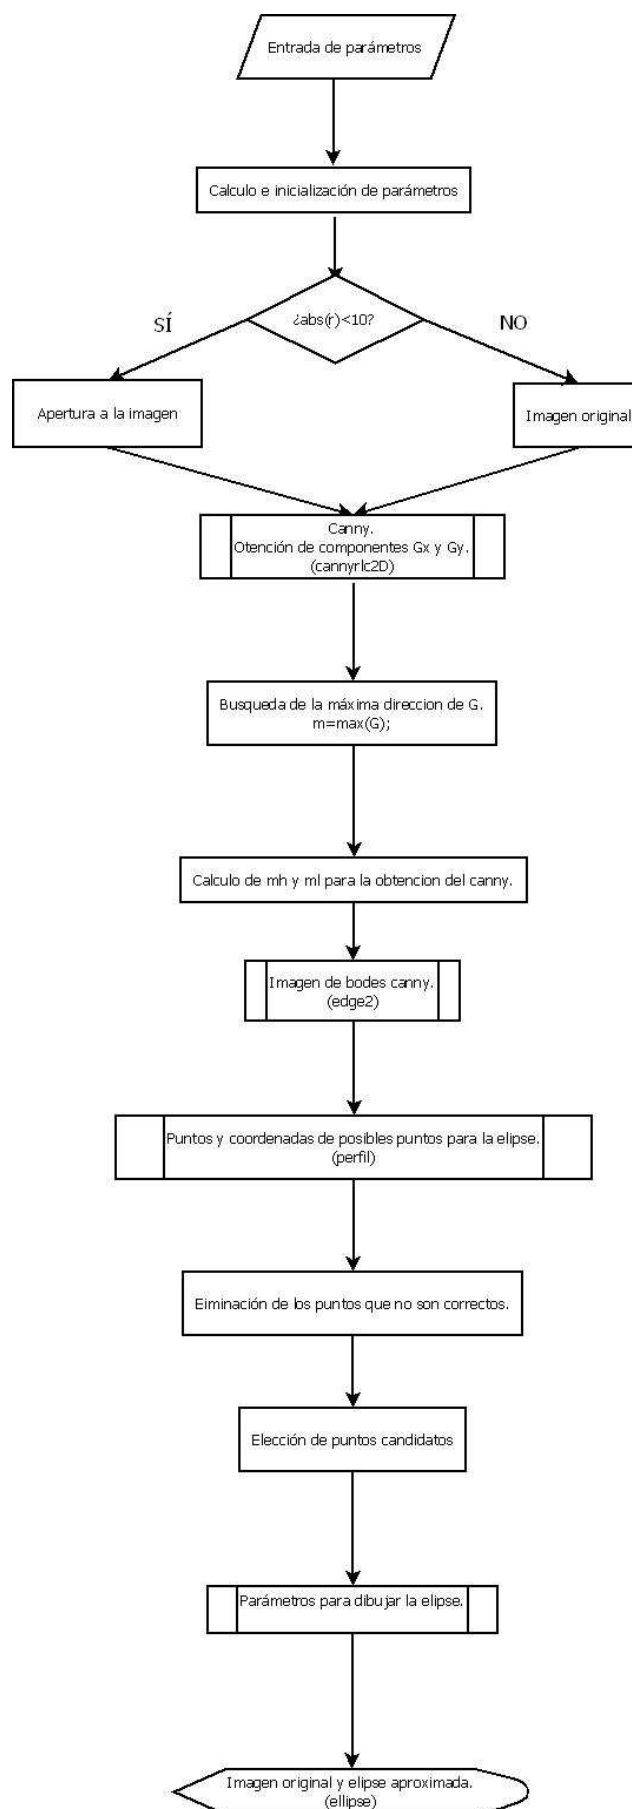 Entrada de parámetros
Calculo e inicialización de parámetros
¿abs(r)<10?
SÍ
NO
Apertura a la imagen
Imagen original
Canny.
Otención de componentes Gx y Gy.
(cannyrlc2D)
Busqueda de la máxima direccion de G.
m=max(G);
Calculo de mh y ml para la obtencion del canny.
Imagen de bodes canny.
(edge2)
Puntos y coordenadas de posibles puntos para la elipse.
(perfil)
Eiminación de los puntos que no son correctos.
Elección de puntos candidatos
Parámetros para dibujar la elipse.
Imagen original y elipse aproximada.
(ellipse)